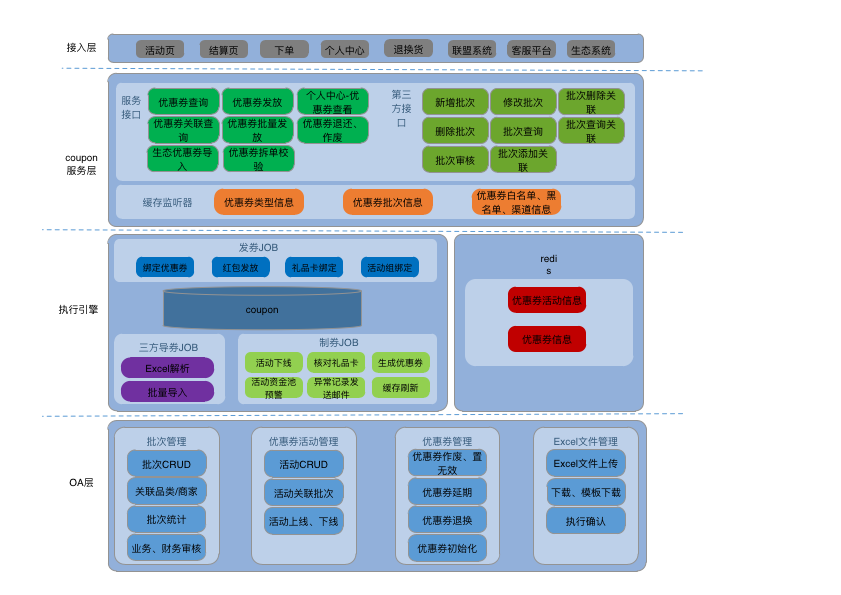 接入层
活动页
结算页
下单
个人中心
退换货
联盟系统
客服平台
生态系统
coupon
服务层
服务
接口
优惠券查询
优惠券发放
个人中心-优
惠券查看
优惠券关联查
询
优惠券批量发
放
优惠券退还、
作废
生态优惠券导
入
优惠券拆单校
验
第三
方接
口
新增批次
修改批次
批次删除关
联
删除批次
批次查询
批次查询关
联
批次审核
批次添加关
联
缓存监听器
优惠券类型信息
优惠券批次信息
优惠券白名单、黑
名单、渠道信息
执行引擎
发券JOB
绑定优惠券
红包发放
礼品卡绑定
活动组绑定
coupon
三方导券JOB
Excel解析
批量导入
制券JOB
活动下线
核对礼品卡
生成优惠券
活动资金池
预警
异常记录发
送邮件
缓存刷新
redi
s
优惠券活动信息
优惠券信息
OA层
批次管理
批次CRUD
关联品类/商家
批次统计
业务、财务审核
优惠券活动管理
活动CRUD
活动关联批次
活动上线、下线
优惠券管理
优惠券作废、置
无效
优惠券延期
优惠券退换
优惠券初始化
Excel文件管理
Excel文件上传
下载、模板下载
执行确认